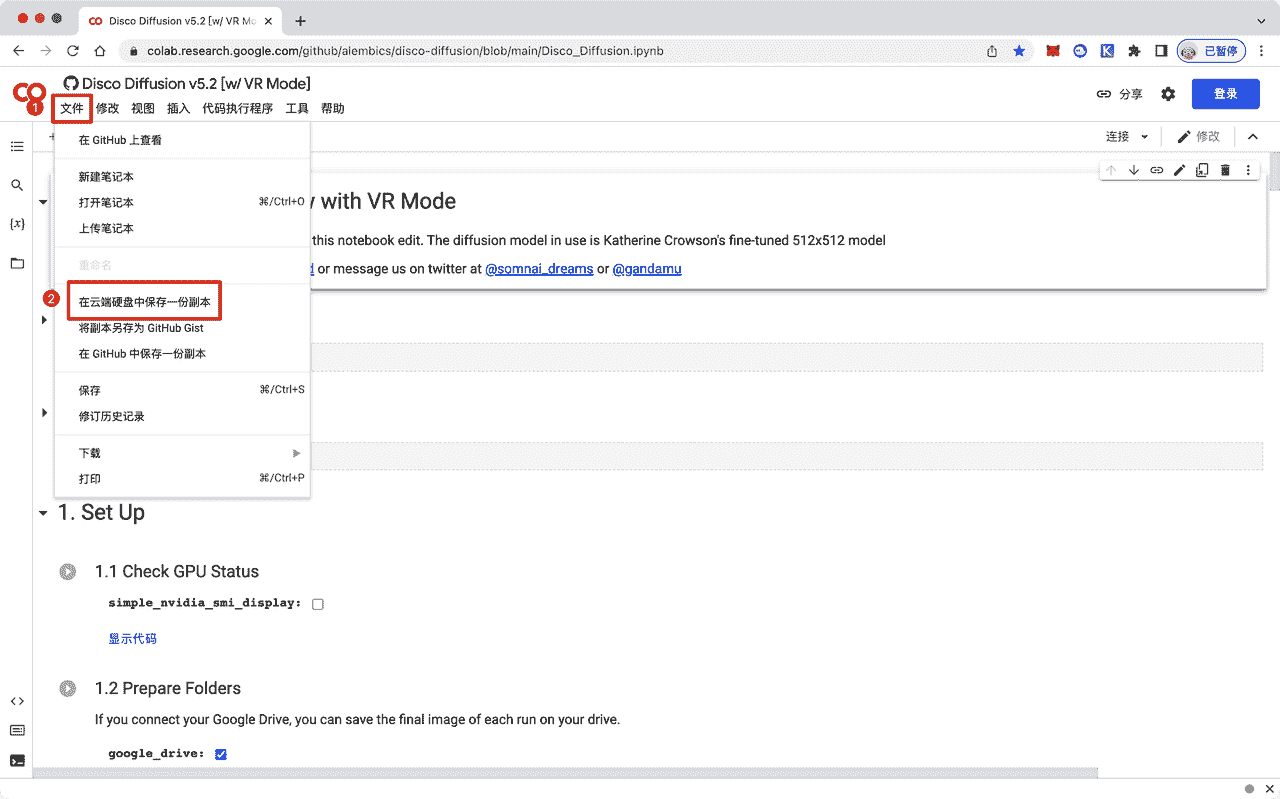 Disco Diffusion v5.2 [w/ VR Mo
colab.research.google.com/github/alembics/disco-diffusion/blob/main/Disco_Diffusion.ipynb
已暂停
Disco Diffusion v5.2 [w/ VR Mode]
1 文件 修改 视图 插入 代码执行程序 工具 帮助
分享 登录
连接 修改
在 GitHub 上查看
新建笔记本
打开笔记本 ⌘/Ctrl+O
上传笔记本
重命名
2 在云端硬盘中保存一份副本
将副本另存为 GitHub Gist
在 GitHub 中保存一份副本
保存 ⌘/Ctrl+S
修订历史记录
下载
打印 ⌘/Ctrl+P
with VR Mode
this notebook edit. The diffusion model in use is Katherine Crowson's fine-tuned 512x512 model
or message us on twitter at @somnai_dreams or @gandamu
1. Set Up
1.1 Check GPU Status
simple_nvidia_smi_display:
显示代码
1.2 Prepare Folders
If you connect your Google Drive, you can save the final image of each run on your drive.
google_drive: